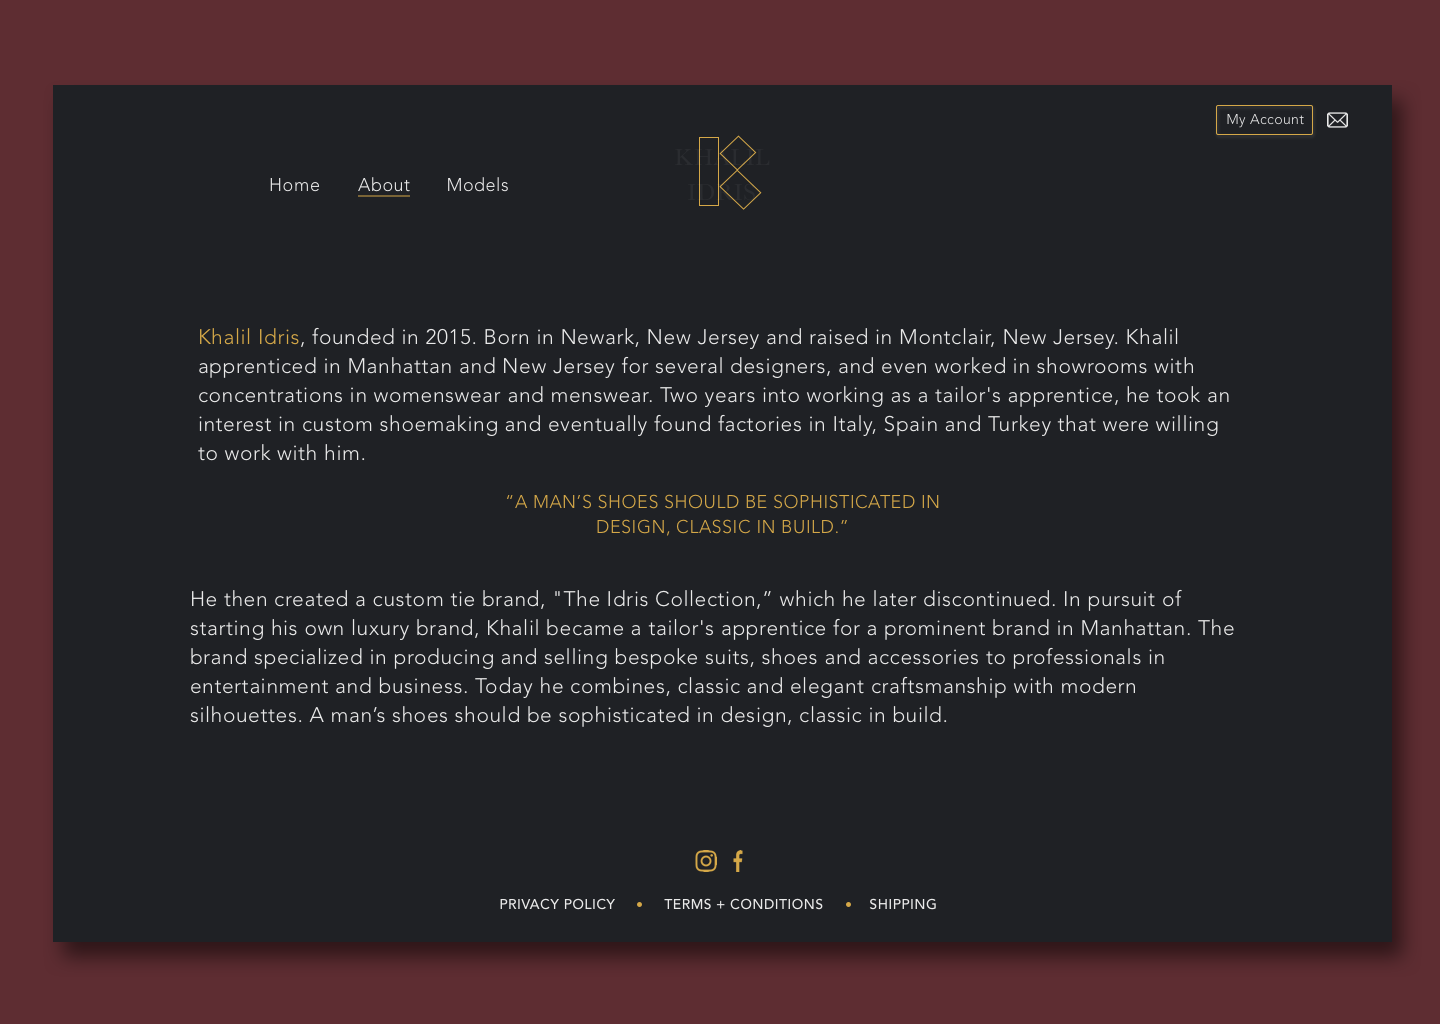 My Account
KHALIL
IDRIS
Home About Models
Khalil Idris, founded in 2015. Born in Newark, New Jersey and raised in Montclair, New Jersey. Khalil
apprenticed in Manhattan and New Jersey for several designers, and even worked in showrooms with
concentrations in womenswear and menswear. Two years into working as a tailor's apprentice, he took an
interest in custom shoemaking and eventually found factories in Italy, Spain and Turkey that were willing
to work with him.
“A MAN’S SHOES SHOULD BE SOPHISTICATED IN
DESIGN, CLASSIC IN BUILD.”
He then created a custom tie brand, "The Idris Collection,” which he later discontinued. In pursuit of
starting his own luxury brand, Khalil became a tailor's apprentice for a prominent brand in Manhattan. The
brand specialized in producing and selling bespoke suits, shoes and accessories to professionals in
entertainment and business. Today he combines, classic and elegant craftsmanship with modern
silhouettes. A man’s shoes should be sophisticated in design, classic in build.
PRIVACY POLICY • TERMS + CONDITIONS • SHIPPING